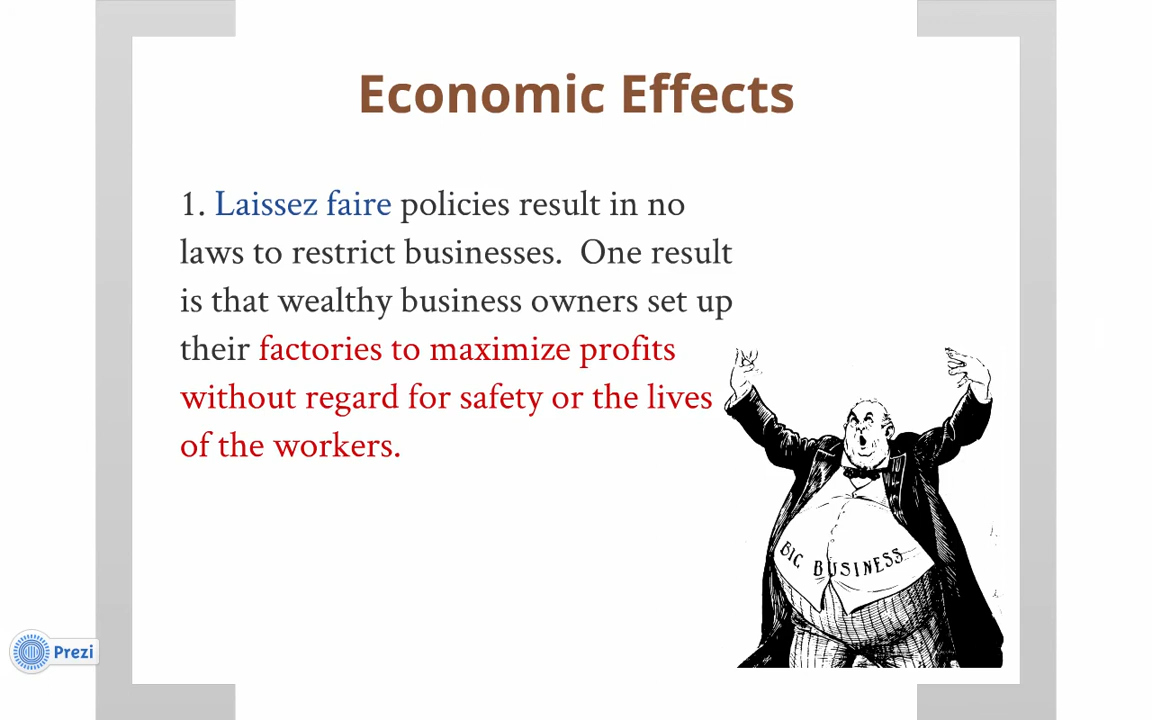 Economic Effects
1. Laissez faire policies result in no
laws to restrict businesses.  One result
is that wealthy business owners set up
their factories to maximize profits
without regard for safety or the lives
of the workers.
BIG BUSINESS
Prezi